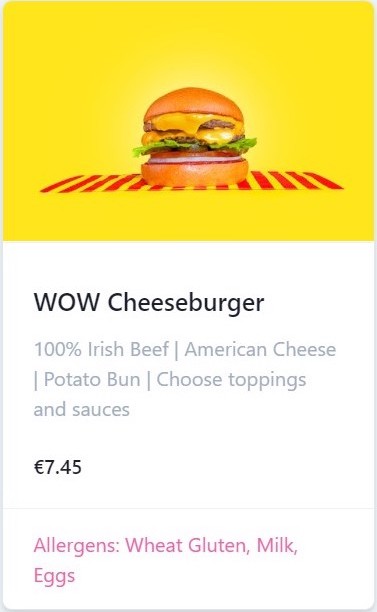 WOW Cheeseburger
100% Irish Beef | American Cheese
| Potato Bun | Choose toppings
and sauces
€7.45
Allergens: Wheat Gluten, Milk,
Eggs